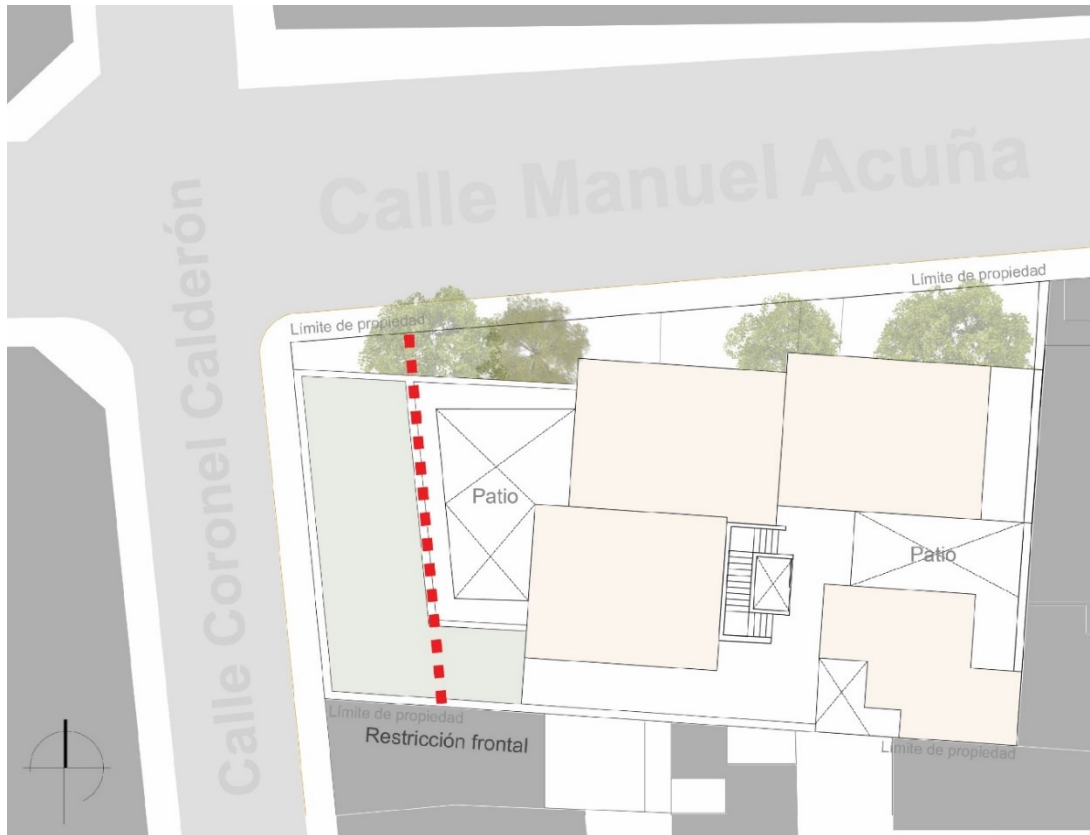 Calle Manuel Acuña
Calle Coronel Calderón
Límite de propiedad
Límite de propiedad
Patio
Patio
Límite de propiedad
Restricción frontal
Límite de propiedad